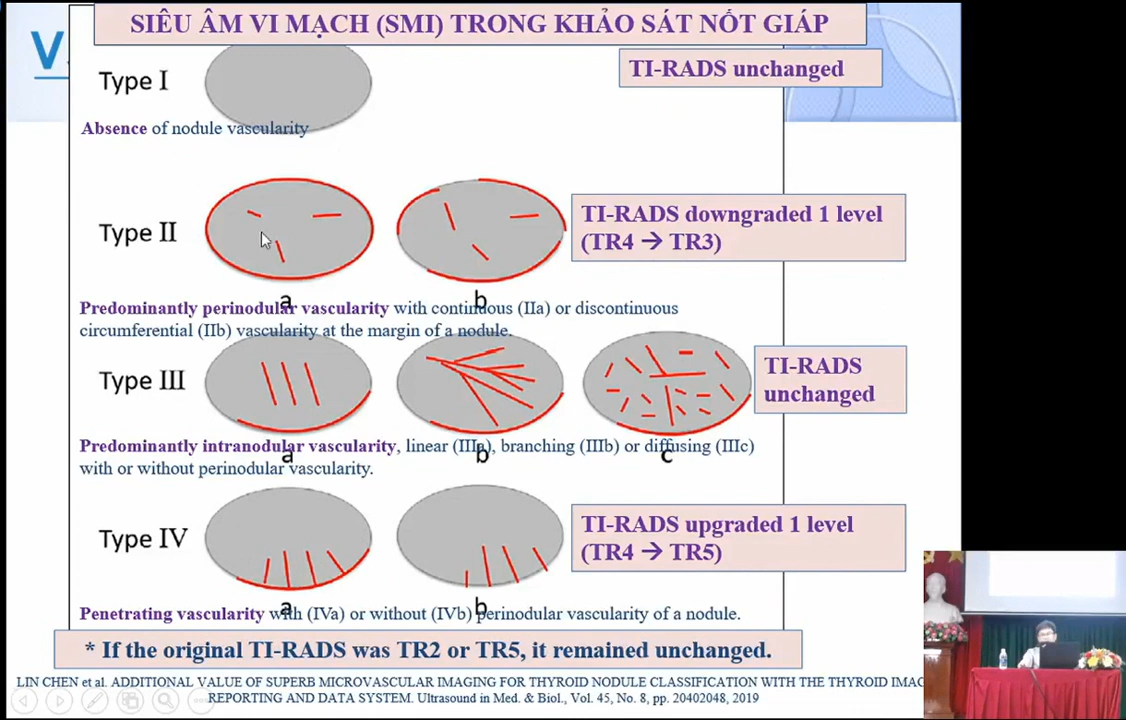 SIÊU ÂM VI MẠCH (SMI) TRONG KHẢO SÁT NỐT GIÁP
V
TI-RADS unchanged
Type I
Absence of nodule vascularity
Type II
TI-RADS downgraded 1 level
(TR4 → TR3)
a
b
Predominantly perinodular vascularity with continuous (IIa) or discontinuous
circumferential (IIb) vascularity at the margin of a nodule.
Type III
TI-RADS
unchanged
Predominantly intranodular vascularity, linear (IIIa), branching (IIIb) or diffusing (IIIc)
a
b
c
with or without perinodular vascularity.
Type IV
TI-RADS upgraded 1 level
(TR4 → TR5)
a
b
Penetrating vascularity with (IVa) or without (IVb) perinodular vascularity of a nodule.
* If the original TI-RADS was TR2 or TR5, it remained unchanged.
LIN CHEN et al. ADDITIONAL VALUE OF SUPERB MICROVASCULAR IMAGING FOR THYROID NODULE CLASSIFICATION WITH THE THYROID IMAG
REPORTING AND DATA SYSTEM. Ultrasound in Med. & Biol., Vol. 45, No. 8, pp. 20402048, 2019